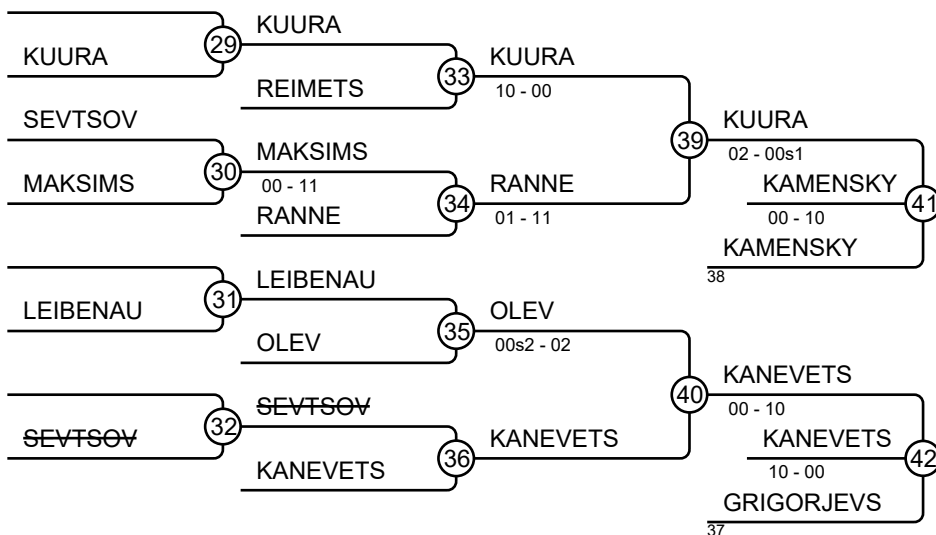 KUURA
29
KUURA
REIMETS
33
KUURA
10 - 00
SEVTSOV
MAKSIMS
30
MAKSIMS
00 - 11
RANNE
34
RANNE
01 - 11
39
KUURA
02 - 00s1
KAMENSKY
00 - 10
41
KAMENSKY
38
LEIBENAU
31
LEIBENAU
OLEV
35
OLEV
00s2 - 02
SEVTSOV
32
SEVTSOV
KANEVETS
36
KANEVETS
40
KANEVETS
00 - 10
KANEVETS
10 - 00
42
GRIGORJEVS
37